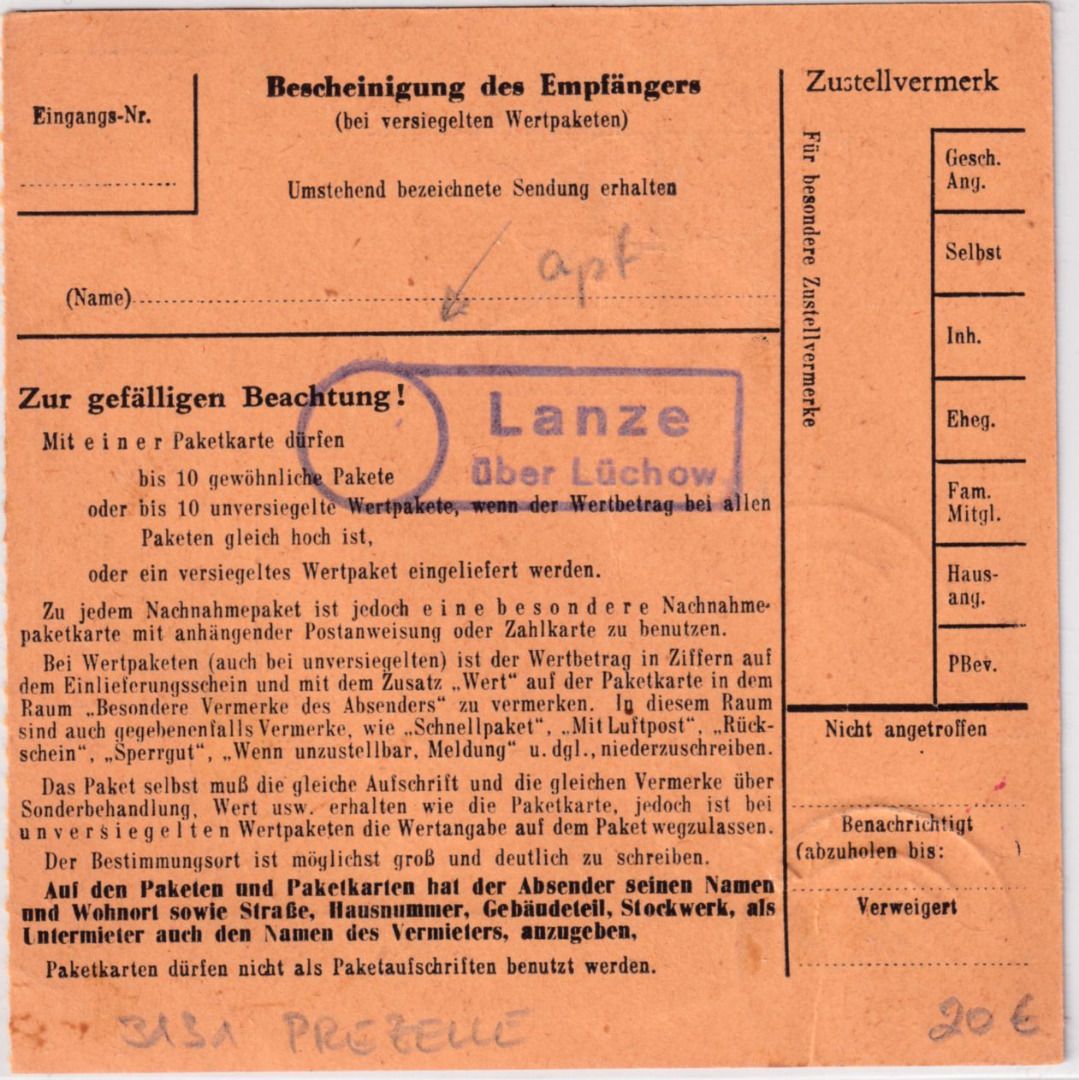 Eingangs-Nr.
Bescheinigung des Empfängers
(bei versiegelten Wertpaketen)
Umstehend bezeichnete Sendung erhalten
apt
(Name)
Zur gefälligen Beachtung!
Mit einer Paketkarte dürfen
bis 10 gewöhnliche Pakete
oder bis 10 unversiegelte Wertpakete, wenn der Wertbetrag bei allen
Paketen gleich hoch ist,
oder ein versiegeltes Wertpaket eingeliefert werden.
Lanze
über Lüchow
Zu jedem Nachnahmepaket ist jedoch eine besondere Nachnahme-
paketkarte mit anhängender Postanweisung oder Zahlkarte zu benutzen.
Bei Wertpaketen (auch bei unversiegelten) ist der Wertbetrag in Ziffern auf
dem Einlieferungsschein und mit dem Zusatz „Wert“ auf der Paketkarte in dem
Raum „Besondere Vermerke des Absenders“ zu vermerken. In diesem Raum
sind auch gegebenenfalls Vermerke, wie „Schnellpaket“, „Mit Luftpost“, „Rück-
schein“, „Sperrgut“, „Wenn unzustellbar, Meldung“ u. dgl., niederzuschreiben.
Das Paket selbst muß die gleiche Aufschrift und die gleichen Vermerke über
Sonderbehandlung, Wert usw. erhalten wie die Paketkarte, jedoch ist bei
unversiegelten Wertpaketen die Wertangabe auf dem Paket wegzulassen.
Der Bestimmungsort ist möglichst groß und deutlich zu schreiben.
Auf den Paketen und Paketkarten hat der Absender seinen Namen
und Wohnort sowie Straße, Hausnummer, Gebäudeteil, Stockwerk, als
Untermieter auch den Namen des Vermieters, anzugeben,
Paketkarten dürfen nicht als Paketaufschriften benutzt werden.
3131 PREZELLE
Zustellvermerk
Für besondere Zustellvermerke
Gesch.
Ang.
Selbst
Inh.
Eheg.
Fam.
Mitgl.
Haus-
ang.
PBev.
Nicht angetroffen
Benachrichtigt
(abzuholen bis: )
Verweigert
20 €